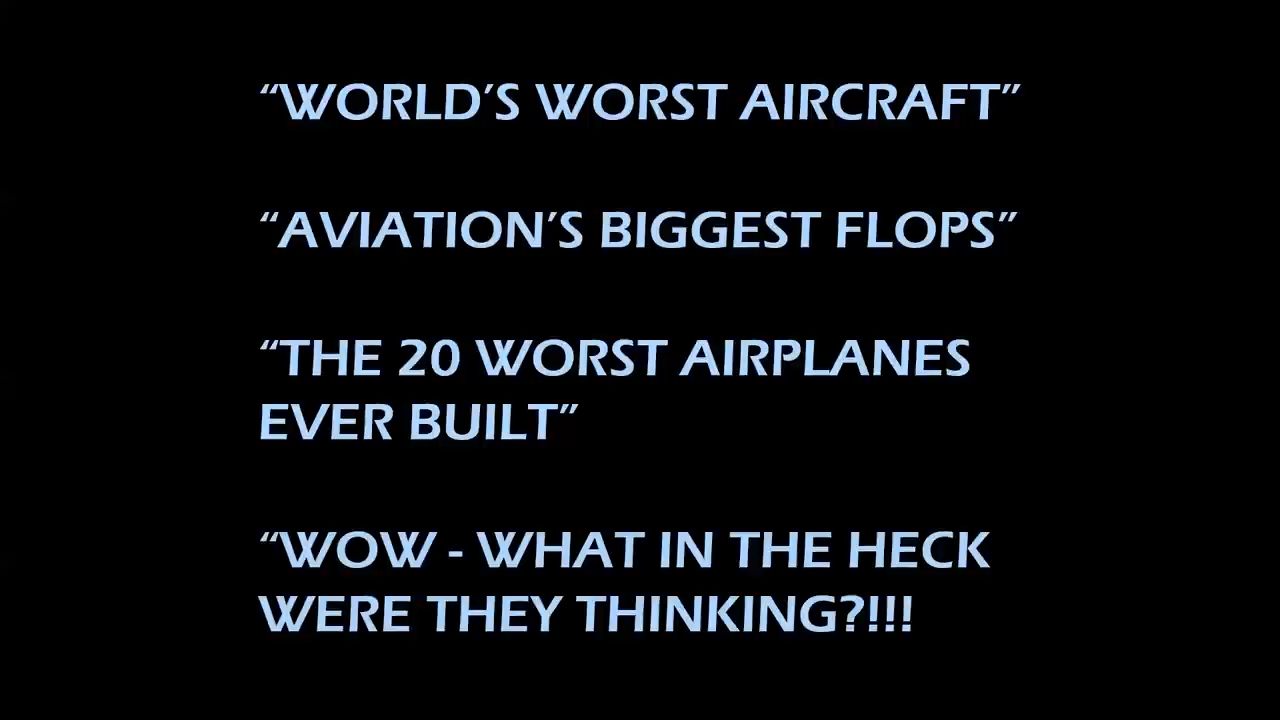 “WORLD’S WORST AIRCRAFT”
“AVIATION’S BIGGEST FLOPS”
“THE 20 WORST AIRPLANES
EVER BUILT”
“WOW - WHAT IN THE HECK
WERE THEY THINKING?!!!